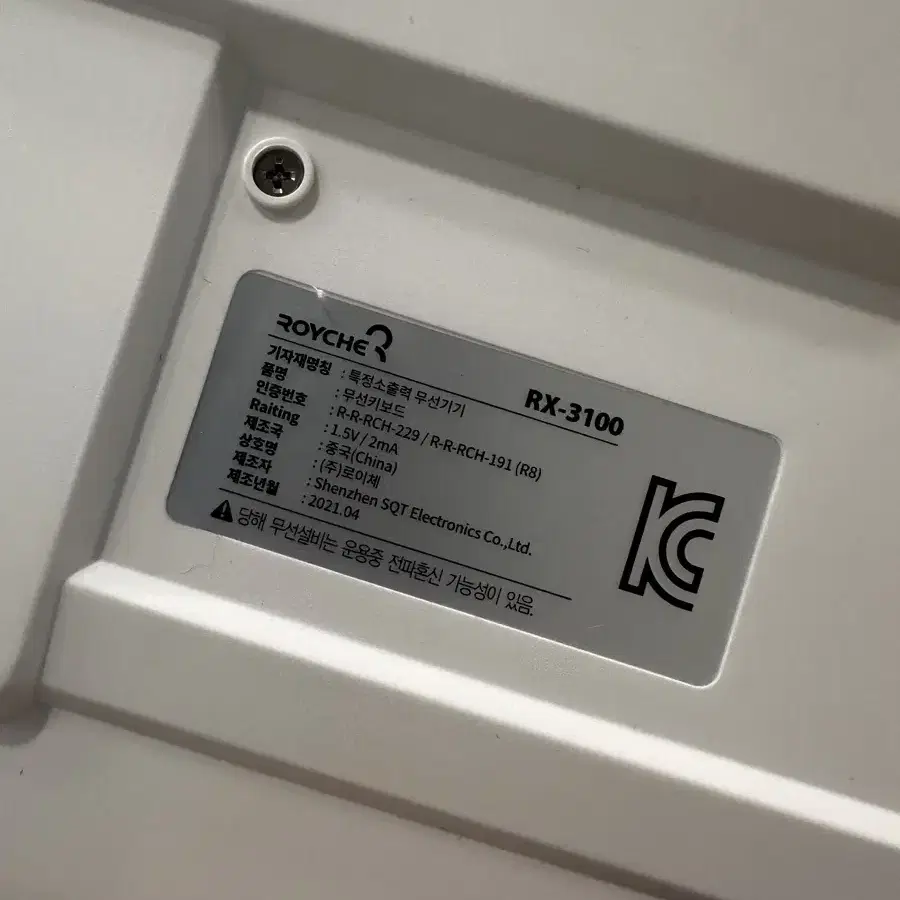 ROYCHE
RX-3100
기자재명칭 : 특정소출력 무선기기
품명 : 무선키보드
인증번호 : R-R-RCH-229 / R-R-RCH-191 (R8)
Raiting : 1.5V / 2mA
제조국 : 중국(China)
상호명 : (주)로이체
제조자 : Shenzhen SQT Electronics Co.,Ltd.
제조년월 : 2021.04
당해 무선설비는 운용중 전파혼신 가능성이 있음.
KC